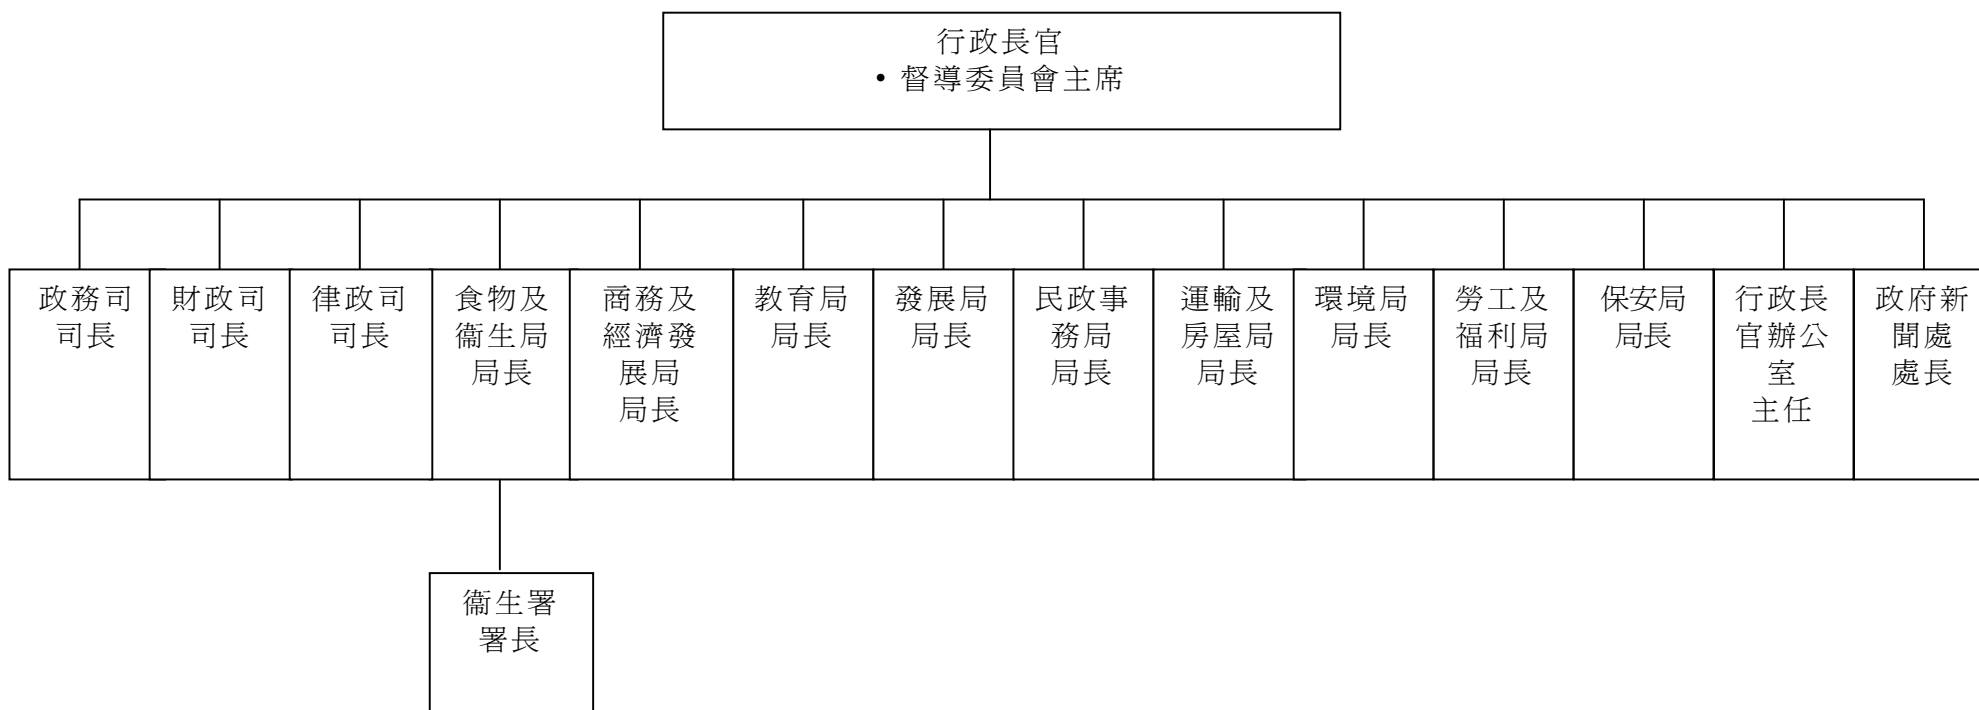 行政長官
• 督導委員會主席
政務司
司長
財政司
司長
律政司
司長
食物及
衞生局
局長
商務及
經濟發
展局
局長
教育局
局長
發展局
局長
民政事
務局
局長
運輸及
房屋局
局長
環境局
局長
勞工及
福利局
局長
保安局
局長
行政長
官辦公
室
主任
政府新
聞處
處長
衞生署
署長